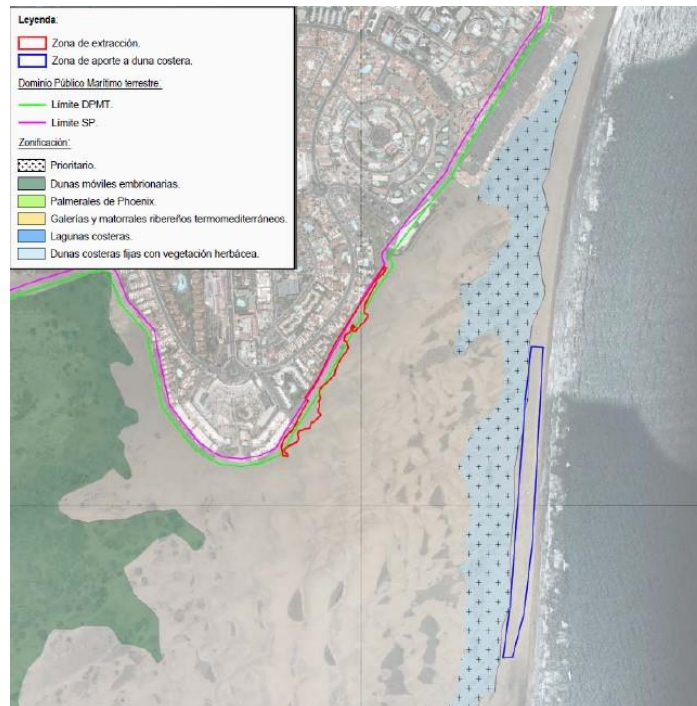 Leyenda:
Zona de extracción.
Zona de aporte a duna costera.
Dominio Público Marítimo terrestre:
Límite DPMT.
Límite SP.
Zonificación:
Prioritario.
Dunas móviles embrionarias.
Palmerales de Phoenix.
Galerías y matorrales ribereños termomediterráneos.
Lagunas costeras.
Dunas costeras fijas con vegetación herbácea.